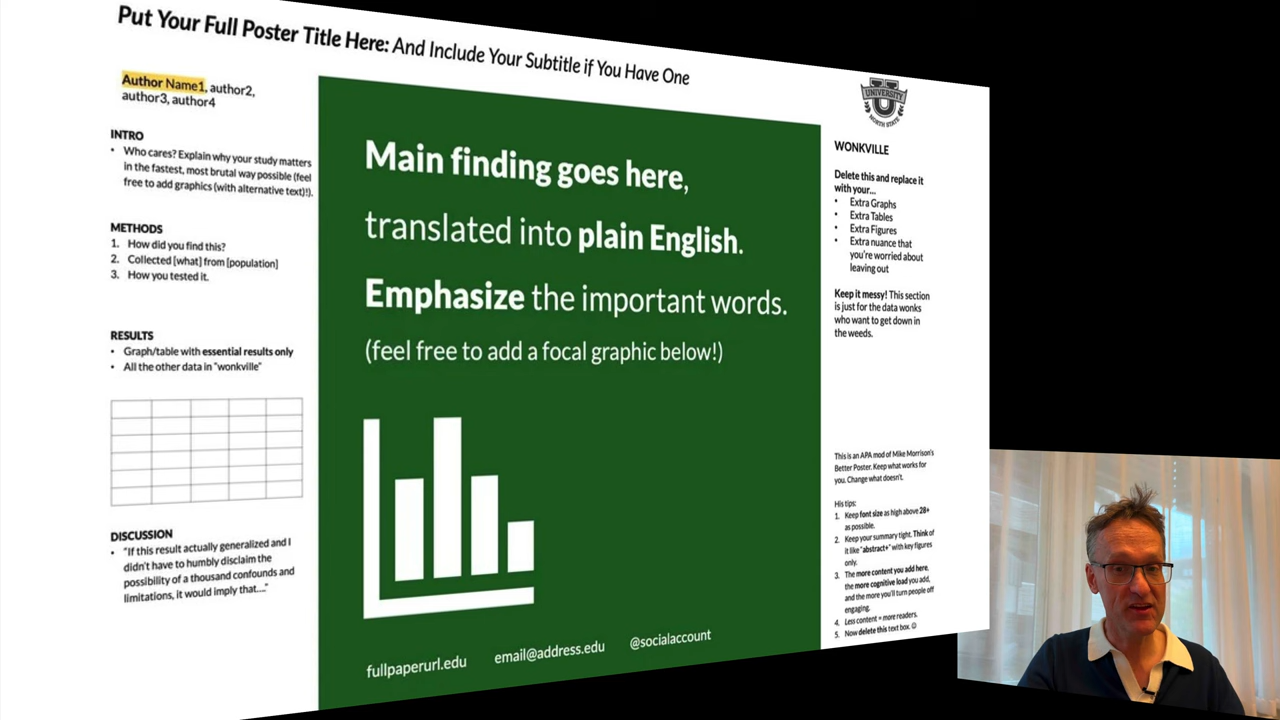 Put Your Full Poster Title Here: And Include Your Subtitle if You Have One
Author Name1, author2,
author3, author4
INTRO
• Who cares? Explain why your study matters
in the fastest, most brutal way possible (feel
free to add graphics (with alternative text)!).
METHODS
1. How did you find this?
2. Collected [what] from [population]
3. How you tested it.
RESULTS
• Graph/table with essential results only
• All the other data in "wonkville"
DISCUSSION
• "If this result actually generalized and I
didn't have to humbly disclaim the
possibility of a thousand confounds and
limitations, it would imply that...."
Main finding goes here,
translated into plain English.
Emphasize the important words.
(feel free to add a focal graphic below!)
fullpaperurl.edu email@address.edu @socialaccount
UNIVERSITY
NORTH STATE
WONKVILLE
Delete this and replace it
with your...
• Extra Graphs
• Extra Tables
• Extra Figures
• Extra nuance that
you're worried about
leaving out
Keep it messy! This section
is just for the data wonks
who want to get down in
the weeds.
This is an APA mod of Mike Morrison's
Better Poster. Keep what works for
you. Change what doesn't.
His tips:
1. Keep font size as high above 28+
as possible.
2. Keep your summary tight. Think of
it like "abstract+" with key figures
only.
3. The more content you add here,
the more cognitive load you add,
and the more you'll turn people off
engaging.
4. Less content = more readers.
5. Now delete this text box. ☺